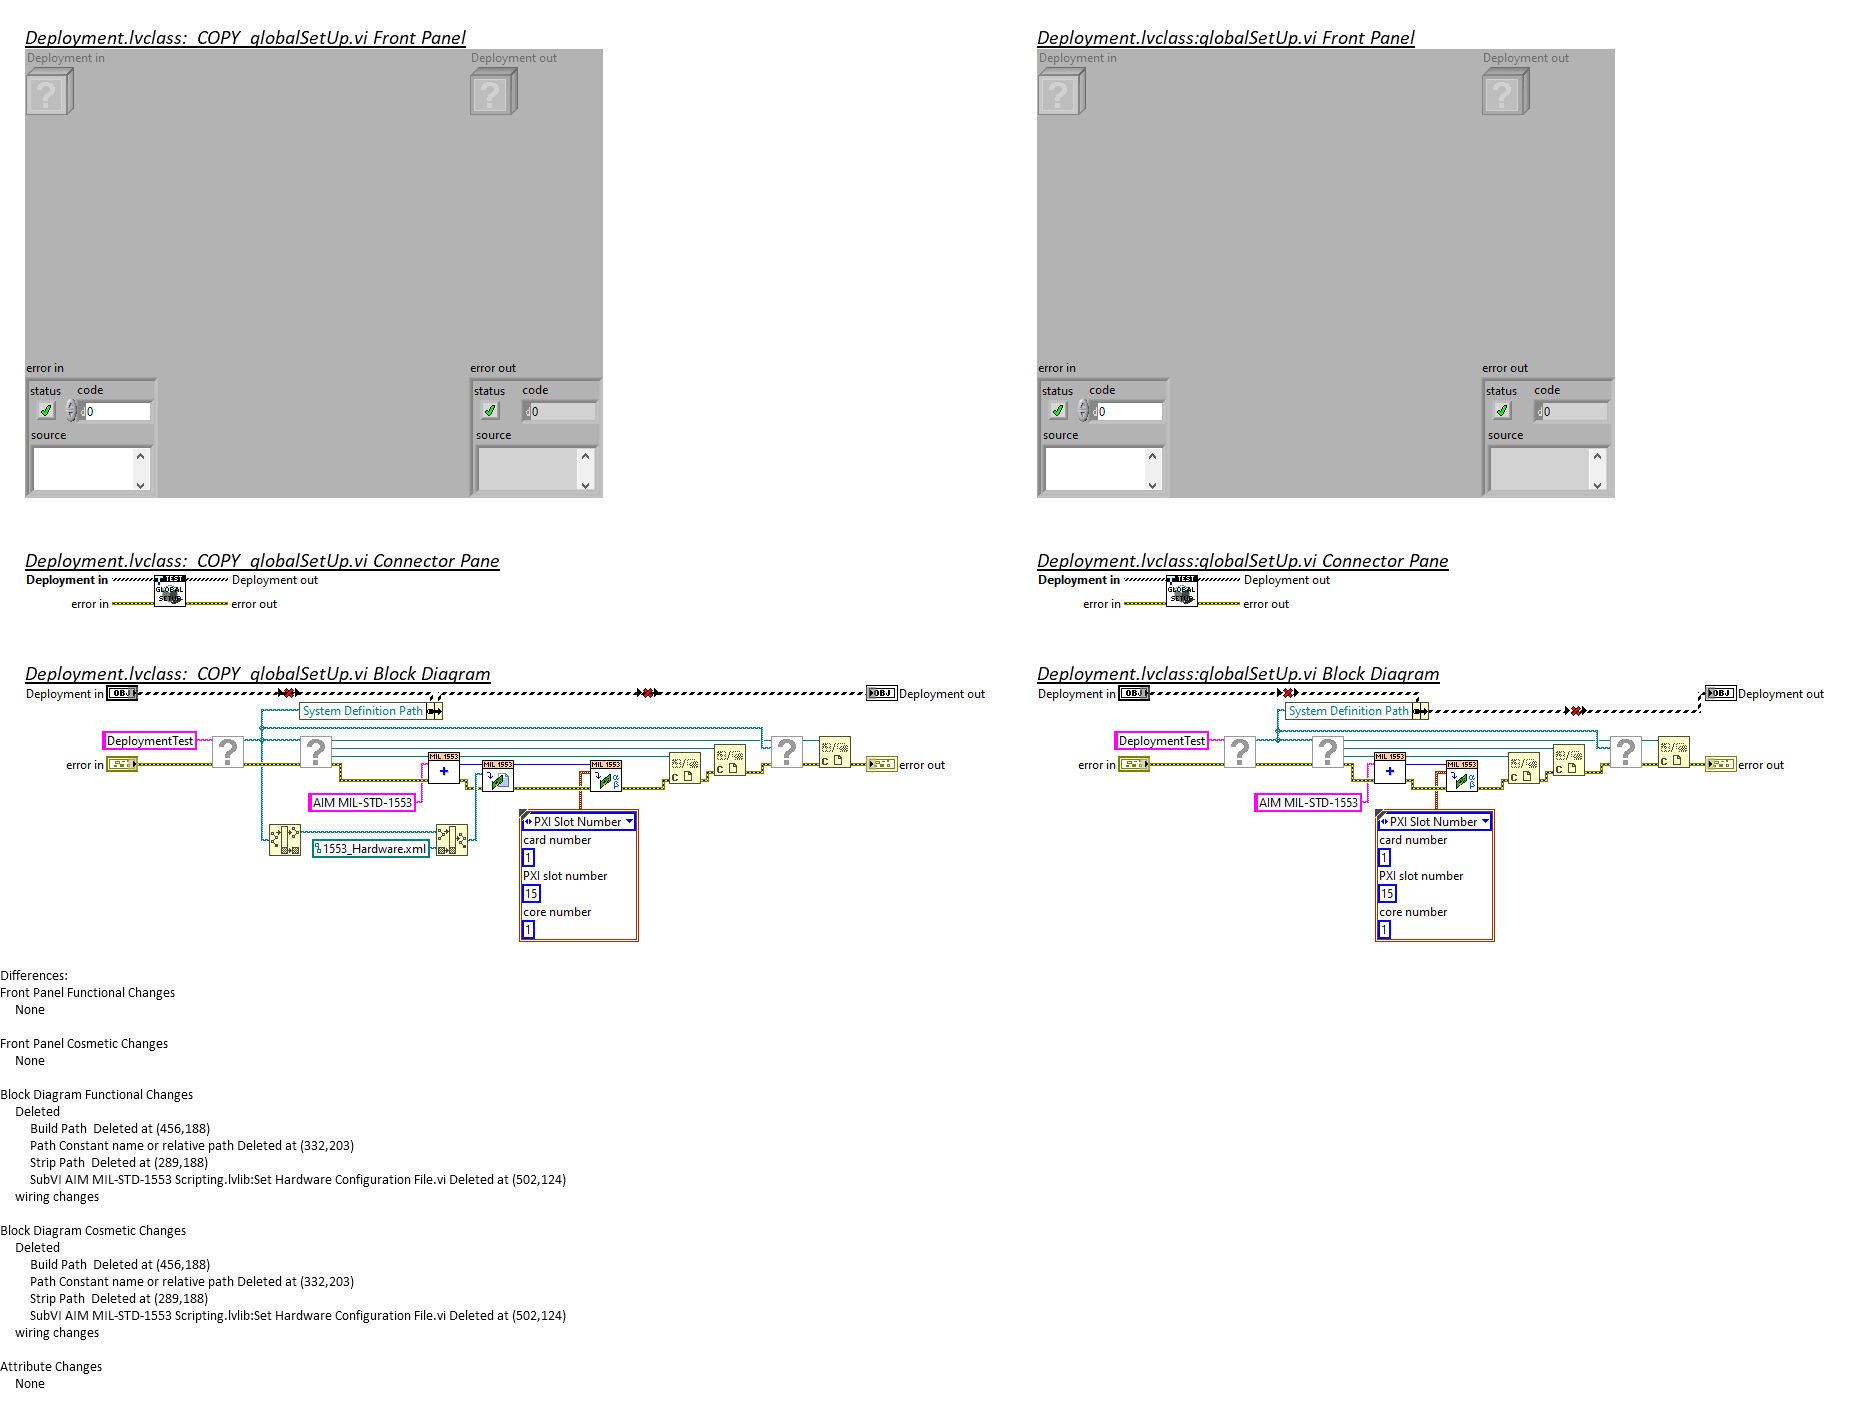 Deployment.lvclass:_COPY_globalSetUp.vi Front Panel
Deployment in
Deployment out
error in
status
code
d
0
source
error out
status
code
d
0
source
Deployment.lvclass:globalSetUp.vi Front Panel
Deployment in
Deployment out
error in
status
code
d
0
source
error out
status
code
d
0
source
Deployment.lvclass:_COPY_globalSetUp.vi Connector Pane
Deployment in
TEST
GLOBAL
SETUP
Deployment out
error in
error out
Deployment.lvclass:globalSetUp.vi Connector Pane
Deployment in
TEST
GLOBAL
SETUP
Deployment out
error in
error out
Deployment.lvclass:_COPY_globalSetUp.vi Block Diagram
Deployment in
OBJ
OBJ
Deployment out
System Definition Path
DeploymentTest
?
?
?
error in
MIL 1553
MIL 1553
MIL 1553
error out
AIM MIL-STD-1553
1553_Hardware.xml
PXI Slot Number
card number
1
PXI slot number
15
core number
1
Deployment.lvclass:globalSetUp.vi Block Diagram
Deployment in
OBJ
OBJ
Deployment out
System Definition Path
DeploymentTest
?
?
?
error in
MIL 1553
MIL 1553
error out
AIM MIL-STD-1553
PXI Slot Number
card number
1
PXI slot number
15
core number
1
Differences:
Front Panel Functional Changes
None
Front Panel Cosmetic Changes
None
Block Diagram Functional Changes
Deleted
Build Path  Deleted at (456,188)
Path Constant name or relative path Deleted at (332,203)
Strip Path  Deleted at (289,188)
SubVI AIM MIL-STD-1553 Scripting.lvlib:Set Hardware Configuration File.vi Deleted at (502,124)
wiring changes
Block Diagram Cosmetic Changes
Deleted
Build Path  Deleted at (456,188)
Path Constant name or relative path Deleted at (332,203)
Strip Path  Deleted at (289,188)
SubVI AIM MIL-STD-1553 Scripting.lvlib:Set Hardware Configuration File.vi Deleted at (502,124)
wiring changes
Attribute Changes
None